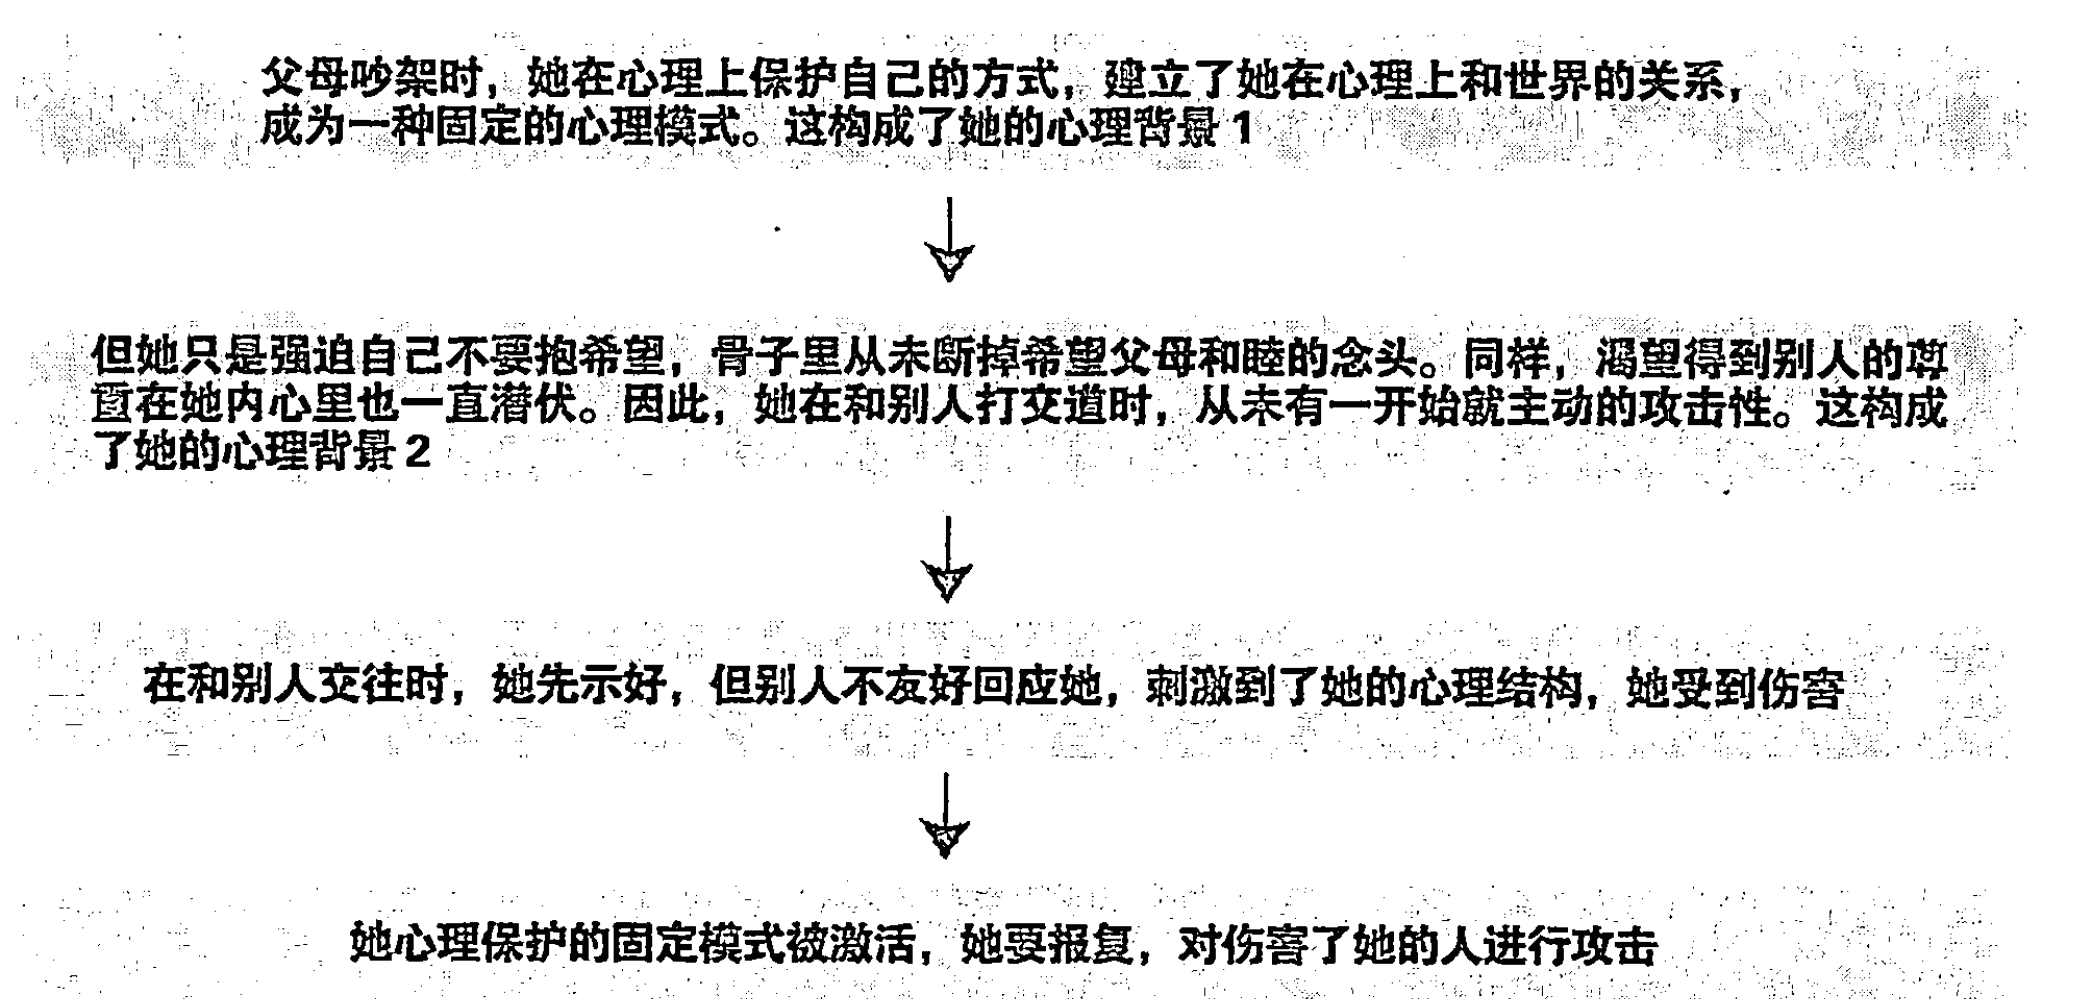 父母吵架时，她在心理上保护自己的方式，建立了她在心理上和世界的关系，
成为一种固定的心理模式。这构成了她的心理背景1
但她只是强迫自己不要抱希望，骨子里从未断掉希望父母和睦的念头。同样，渴望得到别人的尊
重在她内心里也一直潜伏。因此，她在和别人打交道时，从未有一开始就主动的攻击性。这构成
了她的心理背景2
在和别人交往时，她先示好，但别人不友好回应她，刺激到了她的心理结构，她受到伤害
她心理保护的固定模式被激活，她要报复，对伤害了她的人进行攻击